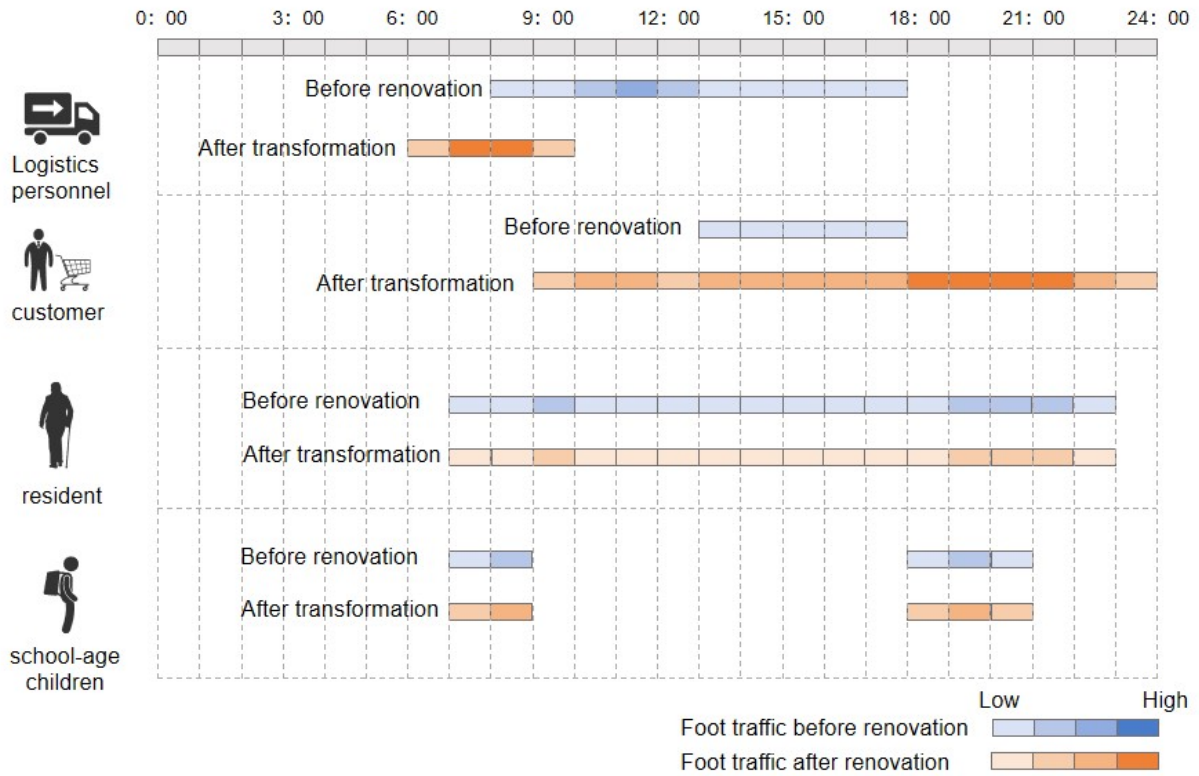 0: 00 3: 00 6: 00 9: 00 12: 00 15: 00 18: 00 21: 00 24: 00
Before renovation
After transformation
Logistics
personnel
Before renovation
After transformation
customer
Before renovation
After transformation
resident
Before renovation
After transformation
school-age
children
Low High
Foot traffic before renovation
Foot traffic after renovation